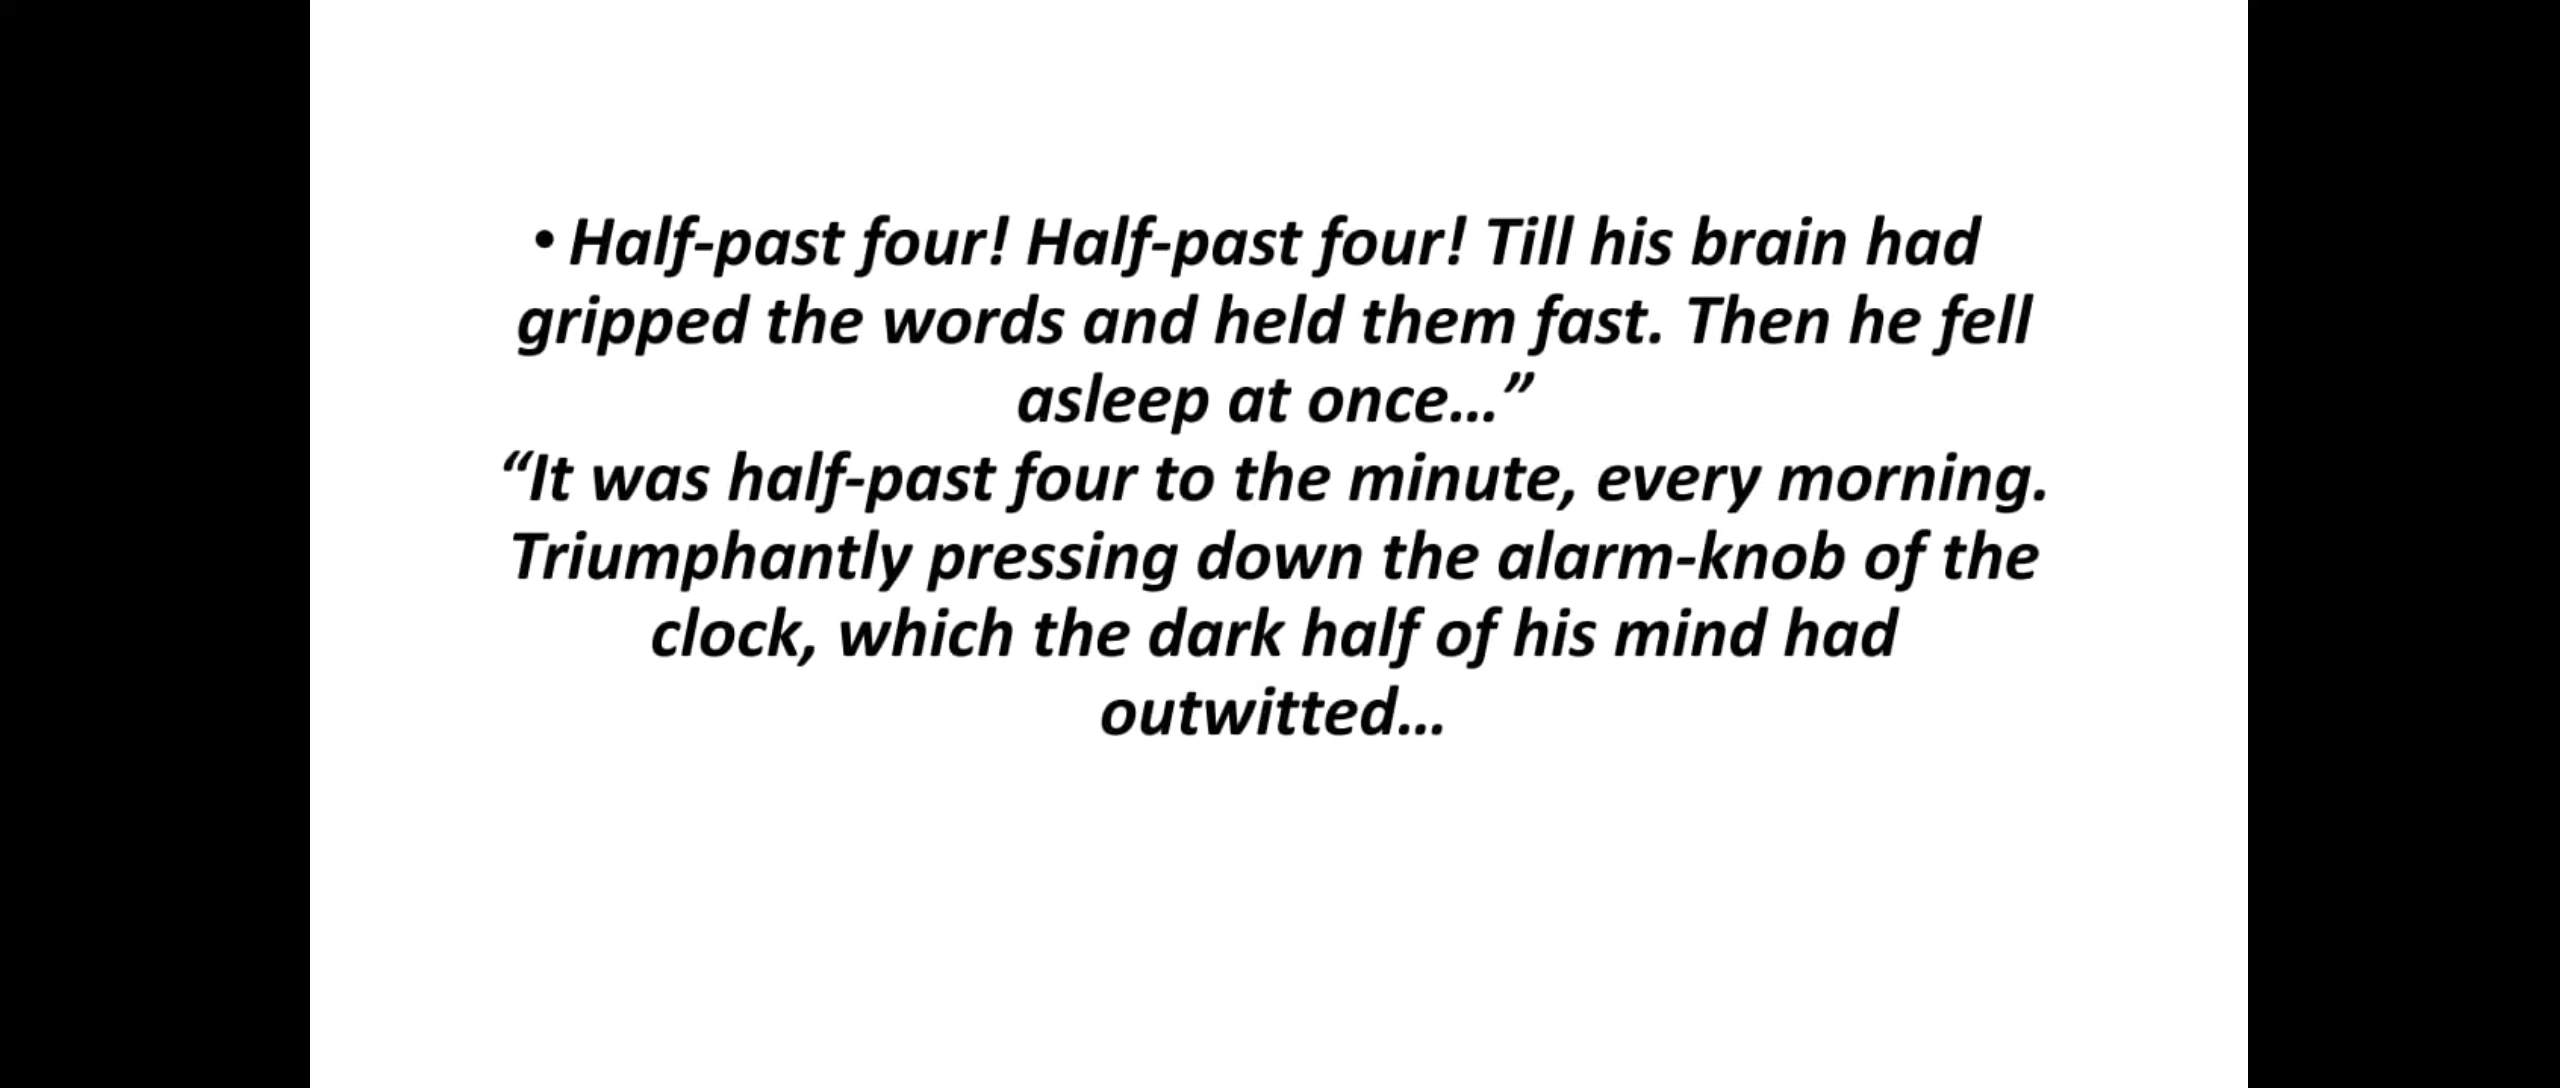 • Half-past four! Half-past four! Till his brain had
gripped the words and held them fast. Then he fell
asleep at once…”
“It was half-past four to the minute, every morning.
Triumphantly pressing down the alarm-knob of the
clock, which the dark half of his mind had
outwitted…